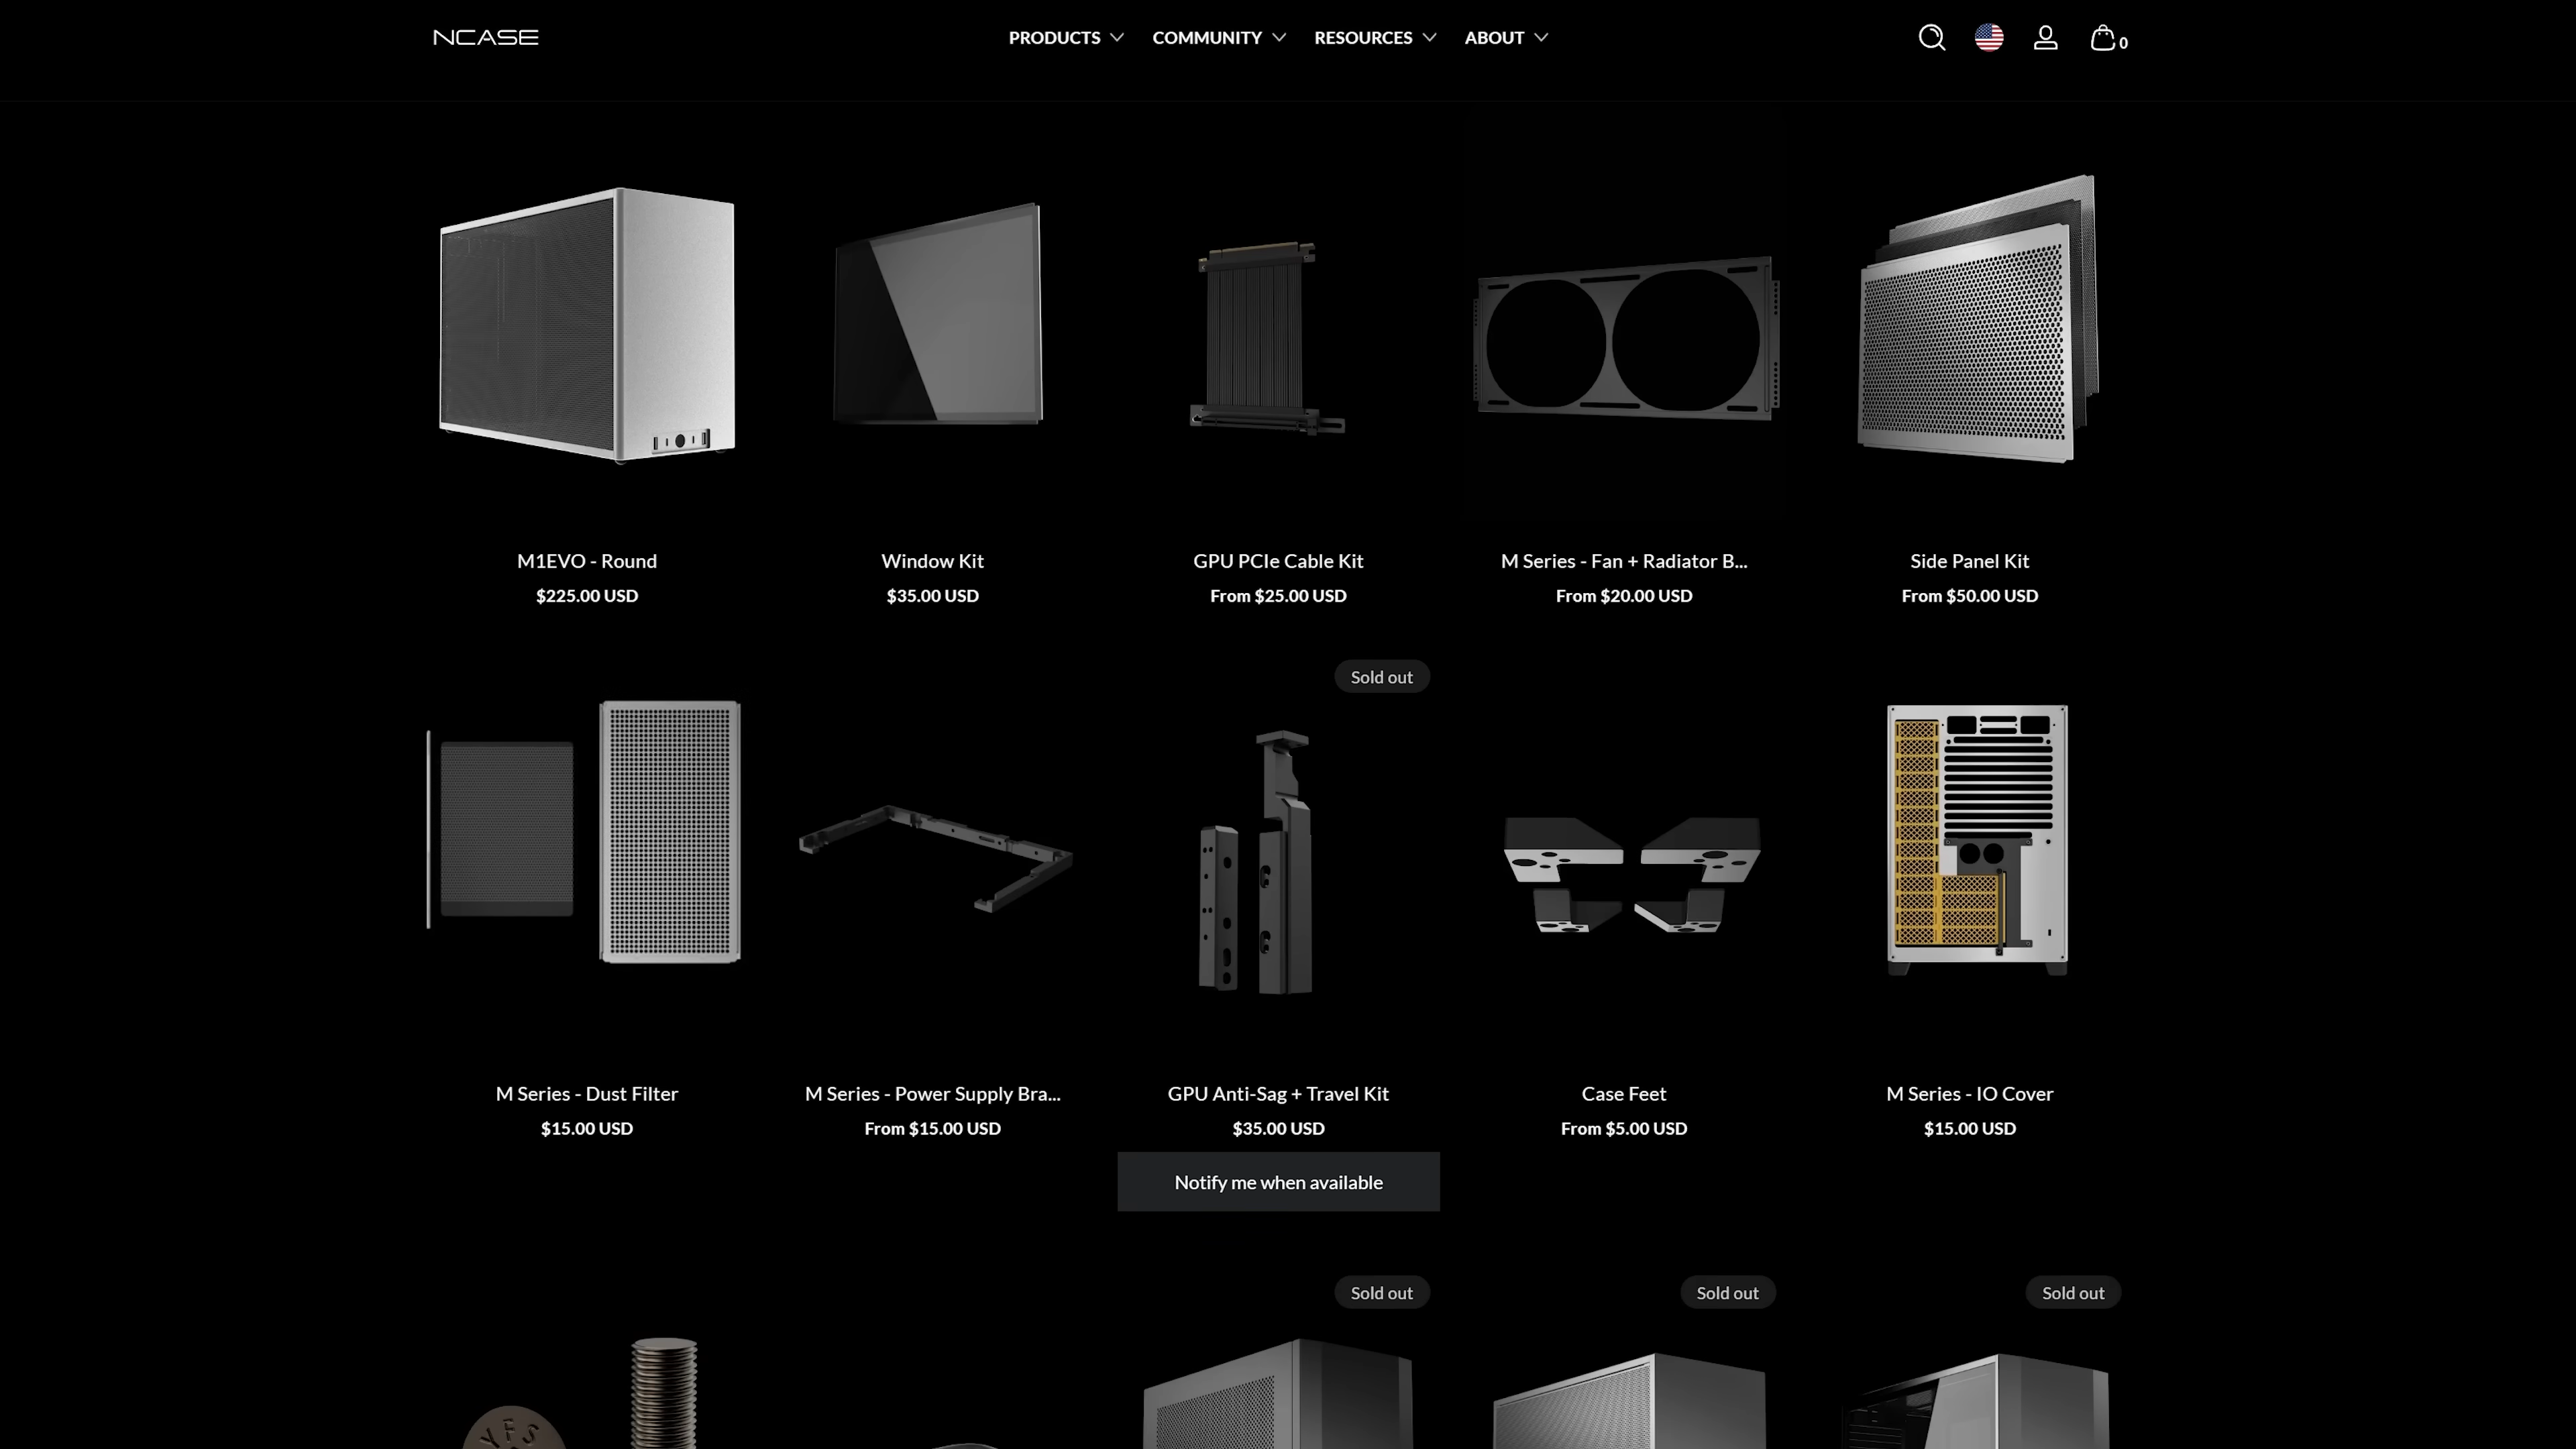 NCASE
PRODUCTS
COMMUNITY
RESOURCES
ABOUT
0
M1EVO - Round
$225.00 USD
Window Kit
$35.00 USD
GPU PCIe Cable Kit
From $25.00 USD
M Series - Fan + Radiator B...
From $20.00 USD
Side Panel Kit
From $50.00 USD
M Series - Dust Filter
$15.00 USD
M Series - Power Supply Bra...
From $15.00 USD
Sold out
GPU Anti-Sag + Travel Kit
$35.00 USD
Notify me when available
Case Feet
From $5.00 USD
M Series - IO Cover
$15.00 USD
YFS
Sold out
Sold out
Sold out